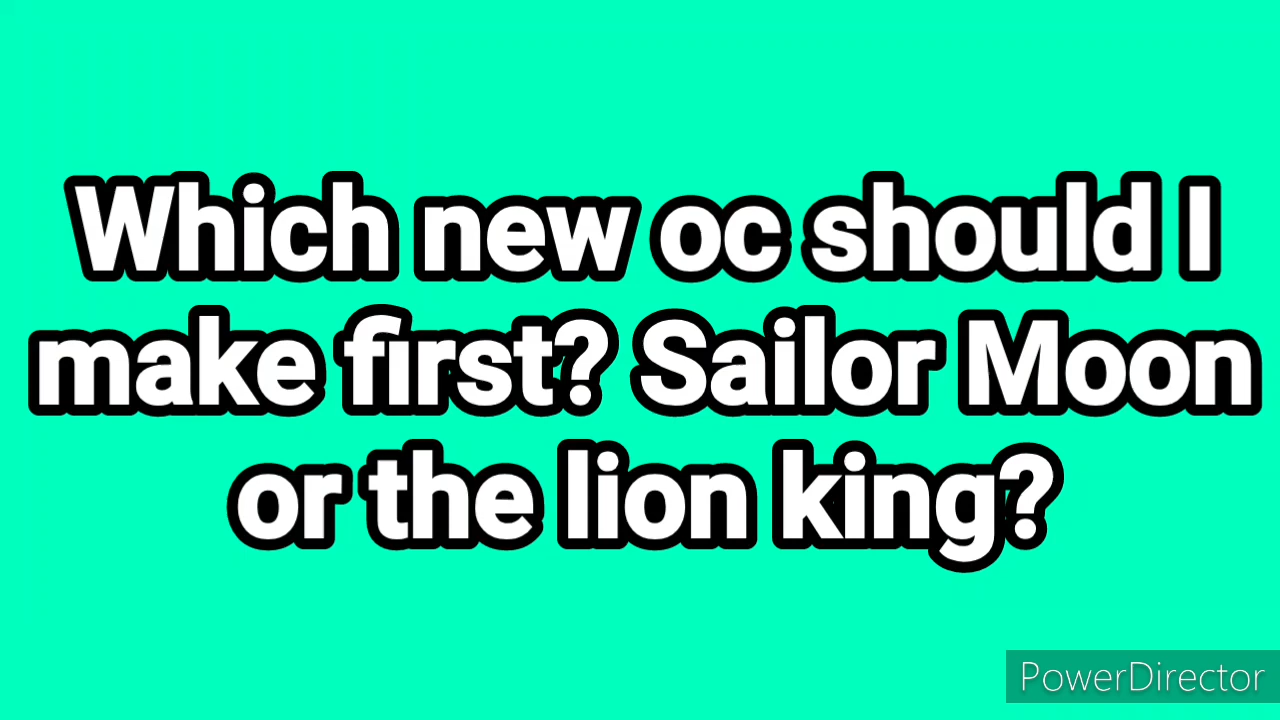 Which new oc should I
make first? Sailor Moon
or the lion king?
PowerDirector